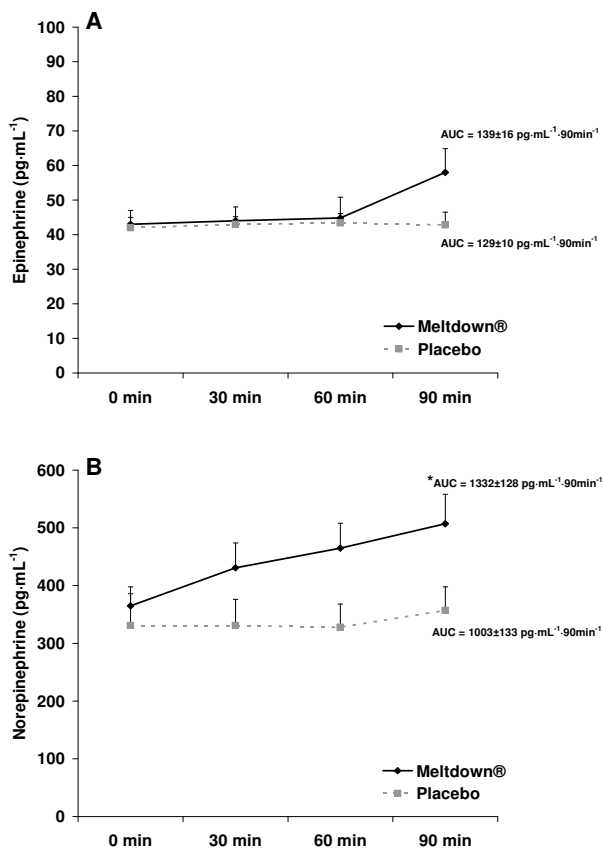 A
100
90
80
70
60
50
40
30
20
10
0
Epinephrine (pg·mL⁻¹)
AUC = 139±16 pg·mL⁻¹·90min⁻¹
AUC = 129±10 pg·mL⁻¹·90min⁻¹
Meltdown®
Placebo
0 min 30 min 60 min 90 min
B
600
500
400
300
200
100
0
Norepinephrine (pg·mL⁻¹)
*AUC = 1332±128 pg·mL⁻¹·90min⁻¹
AUC = 1003±133 pg·mL⁻¹·90min⁻¹
Meltdown®
Placebo
0 min 30 min 60 min 90 min